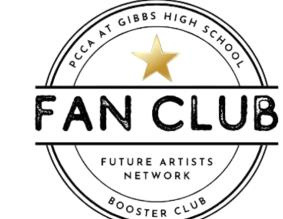 PCCA AT GIBBS HIGH SCHOOL
FAN CLUB
FUTURE ARTISTS
NETWORK
BOOSTER CLUB